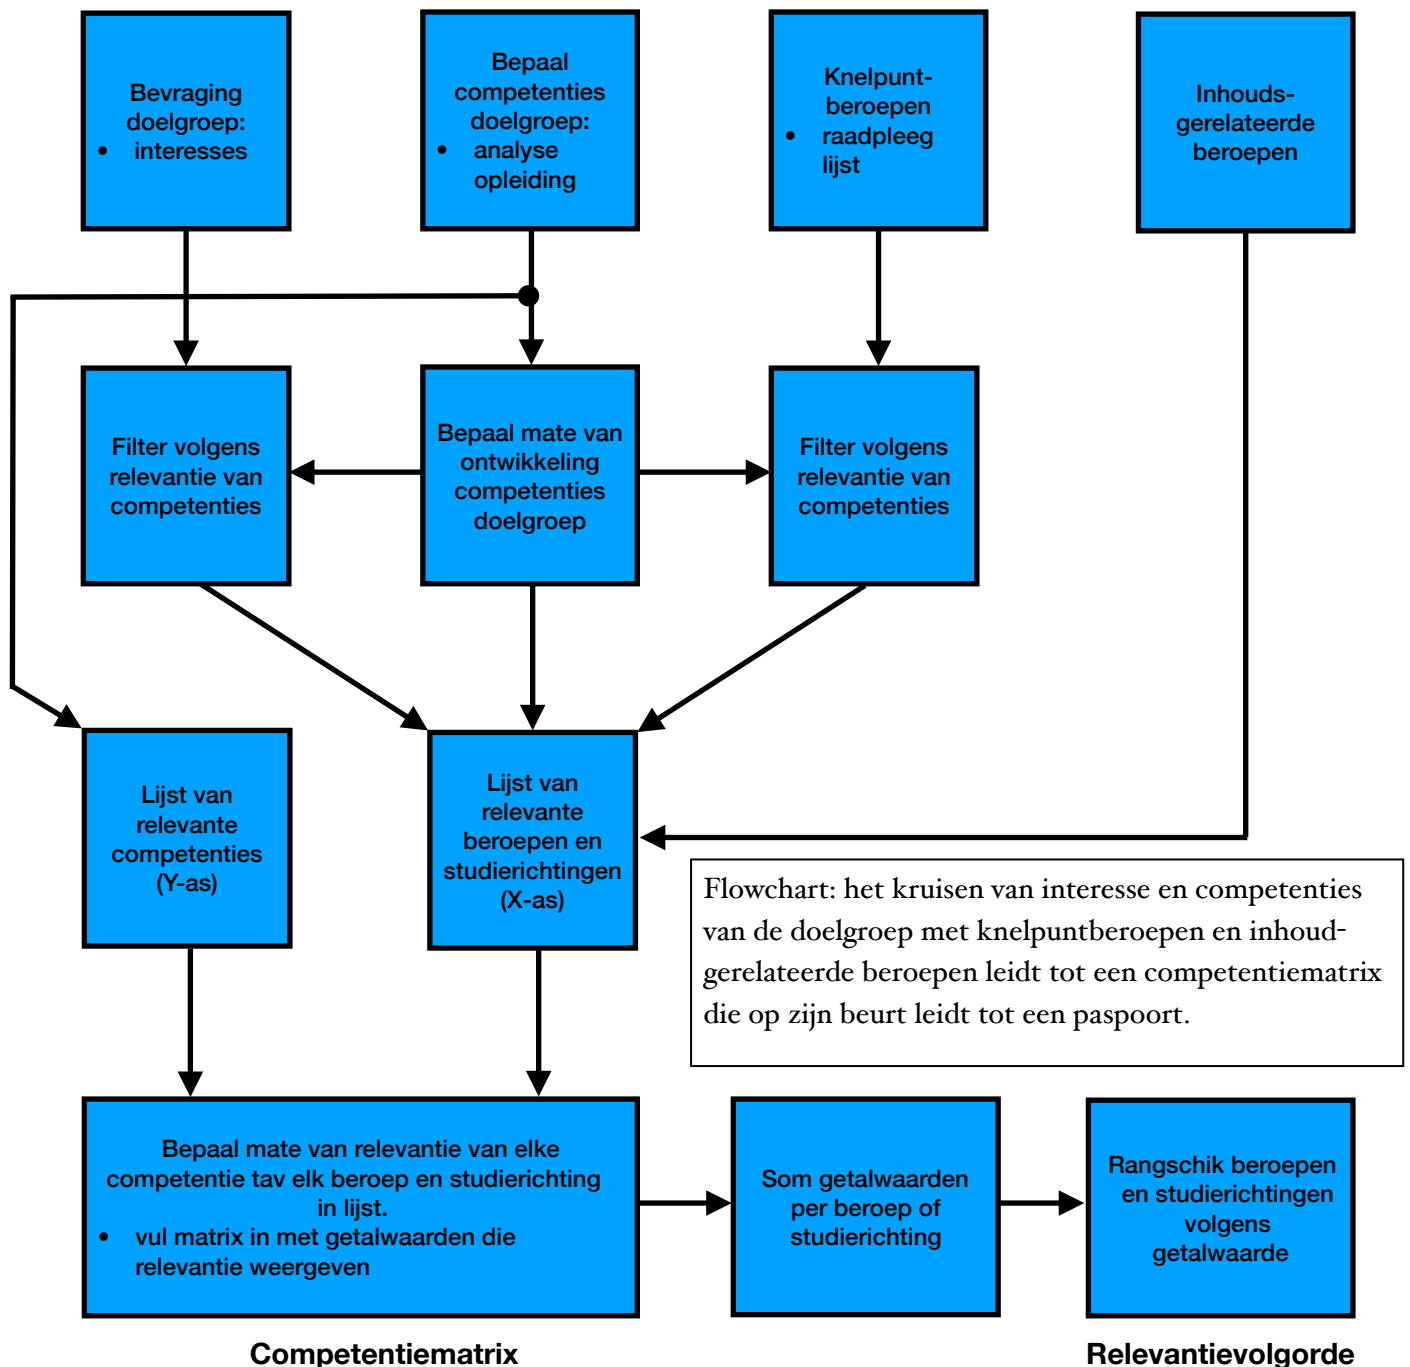 Bevraging
doelgroep:
• interesses
Bepaal
competenties
doelgroep:
• analyse
opleiding
Knelpunt-
beroepen
• raadpleeg
lijst
Inhouds-
gerelateerde
beroepen
Filter volgens
relevantie van
competenties
Bepaal mate van
ontwikkeling
competenties
doelgroep
Filter volgens
relevantie van
competenties
Lijst van
relevante
competenties
(Y-as)
Lijst van
relevante
beroepen en
studierichtingen
(X-as)
Flowchart: het kruisen van interesse en competenties
van de doelgroep met knelpuntberoepen en inhoud-
gerelateerde beroepen leidt tot een competentiematrix
die op zijn beurt leidt tot een paspoort.
Bepaal mate van relevantie van elke
competentie tav elk beroep en studierichting
in lijst.
• vul matrix in met getalwaarden die
relevantie weergeven
Som getalwaarden
per beroep of
studierichting
Rangschik beroepen
en studierichtingen
volgens
getalwaarde
Competentiematrix
Relevantievolgorde